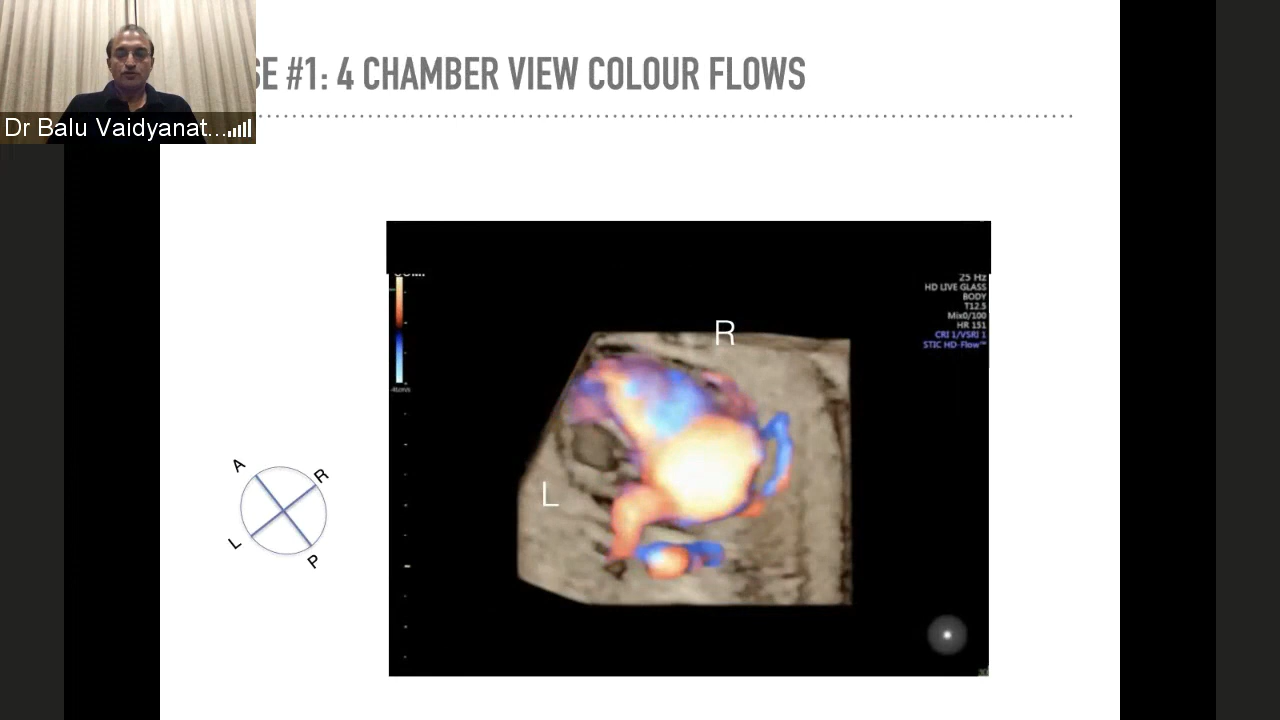 SE #1: 4 CHAMBER VIEW COLOUR FLOWS
Dr Balu Vaidyanat...
25 Hz
HD LIVE GLASS
BODY
T12.5
Mix0/100
HR 151
CRI 1/VSRI 1
STIC HD-Flow™
R
L
A
R
L
P